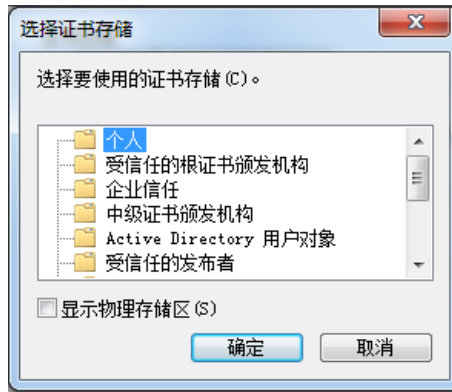 选择证书存储
选择要使用的证书存储(C)。
个人
受信任的根证书颁发机构
企业信任
中级证书颁发机构
Active Directory 用户对象
受信任的发布者
显示物理存储区(S)
确定
取消